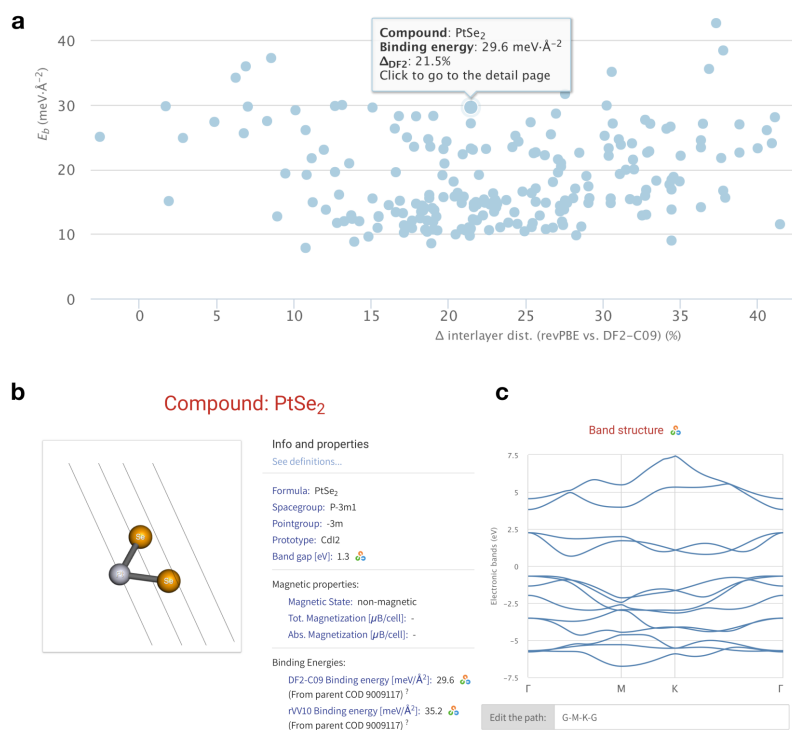 a
Compound: PtSe₂
Binding energy: 29.6 meV·Å⁻²
Δ_DF2: 21.5%
Click to go to the detail page
E_b (meV·Å⁻²)
40
30
20
10
0
0 5 10 15 20 25 30 35 40
Δ interlayer dist. (revPBE vs. DF2−C09) (%)
b
Compound: PtSe₂
Se
Se
Info and properties
See definitions...
Formula: PtSe₂
Spacegroup: P-3m1
Pointgroup: -3m
Prototype: CdI2
Band gap [eV]: 1.3
Magnetic properties:
Magnetic State: non-magnetic
Tot. Magnetization [μB/cell]: -
Abs. Magnetization [μB/cell]: -
Binding Energies:
DF2-C09 Binding energy [meV/Å²]: 29.6
(From parent COD 9009117) ?
rVV10 Binding energy [meV/Å²]: 35.2
(From parent COD 9009117) ?
c
Band structure
Electronic bands (eV)
7.5
5
2.5
0
-2.5
-5
-7.5
Γ M K Γ
Edit the path: G-M-K-G